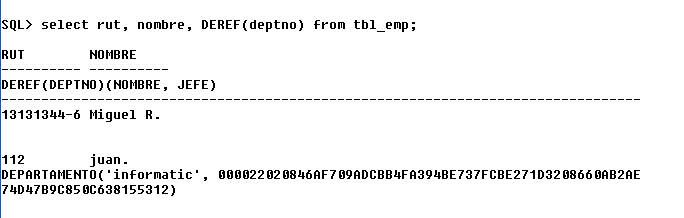 SQL> select rut, nombre, DEREF(deptno) from tbl_emp;
RUT        NOMBRE
---------- ----------
DEREF(DEPTNO)(NOMBRE, JEFE)
--------------------------------------------------------------------------------
13131344-6 Miguel R.
112        juan.
DEPARTAMENTO('informatic', 000022020846AF709ADCBB4FA394BE737FCBE271D3208660AB2AE
74D47B9C850C638155312)